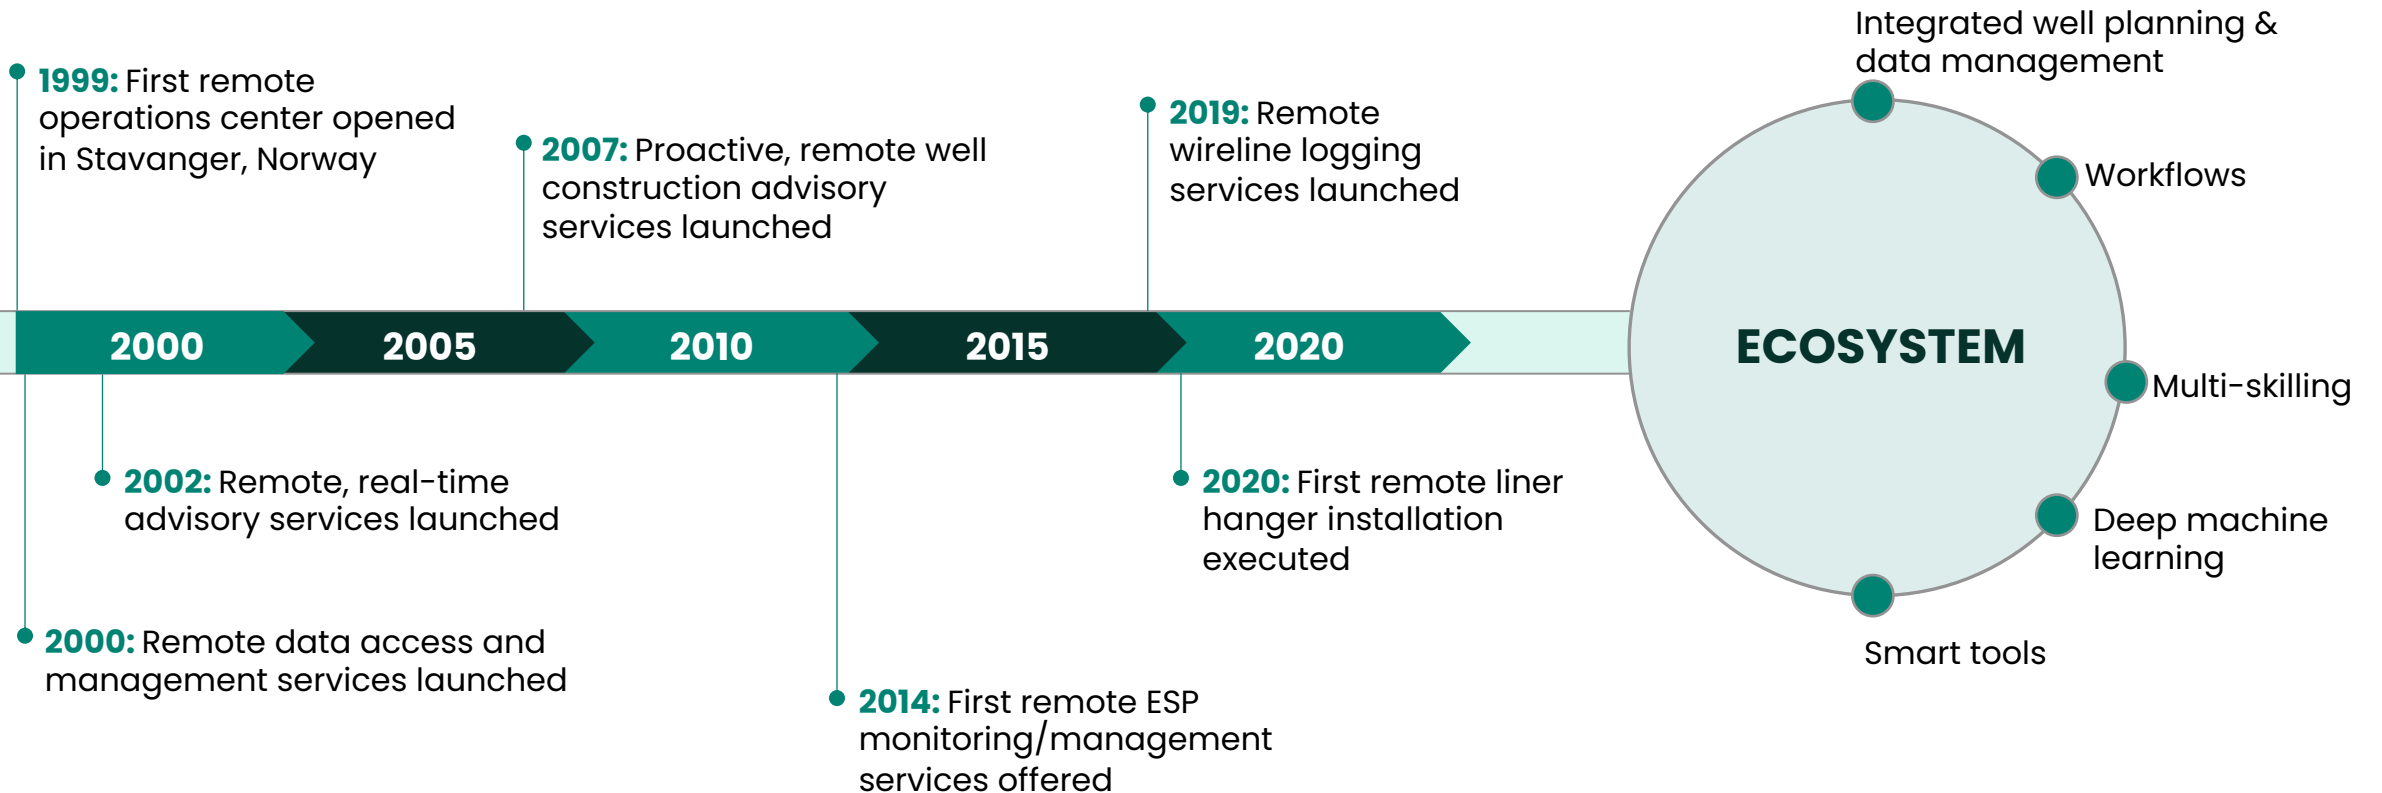 1999: First remote
operations center opened
in Stavanger, Norway
2007: Proactive, remote well
construction advisory
services launched
2019: Remote
wireline logging
services launched
2000
2005
2010
2015
2020
2002: Remote, real-time
advisory services launched
2000: Remote data access and
management services launched
2014: First remote ESP
monitoring/management
services offered
2020: First remote liner
hanger installation
executed
ECOSYSTEM
Integrated well planning &
data management
Workflows
Multi-skilling
Deep machine
learning
Smart tools